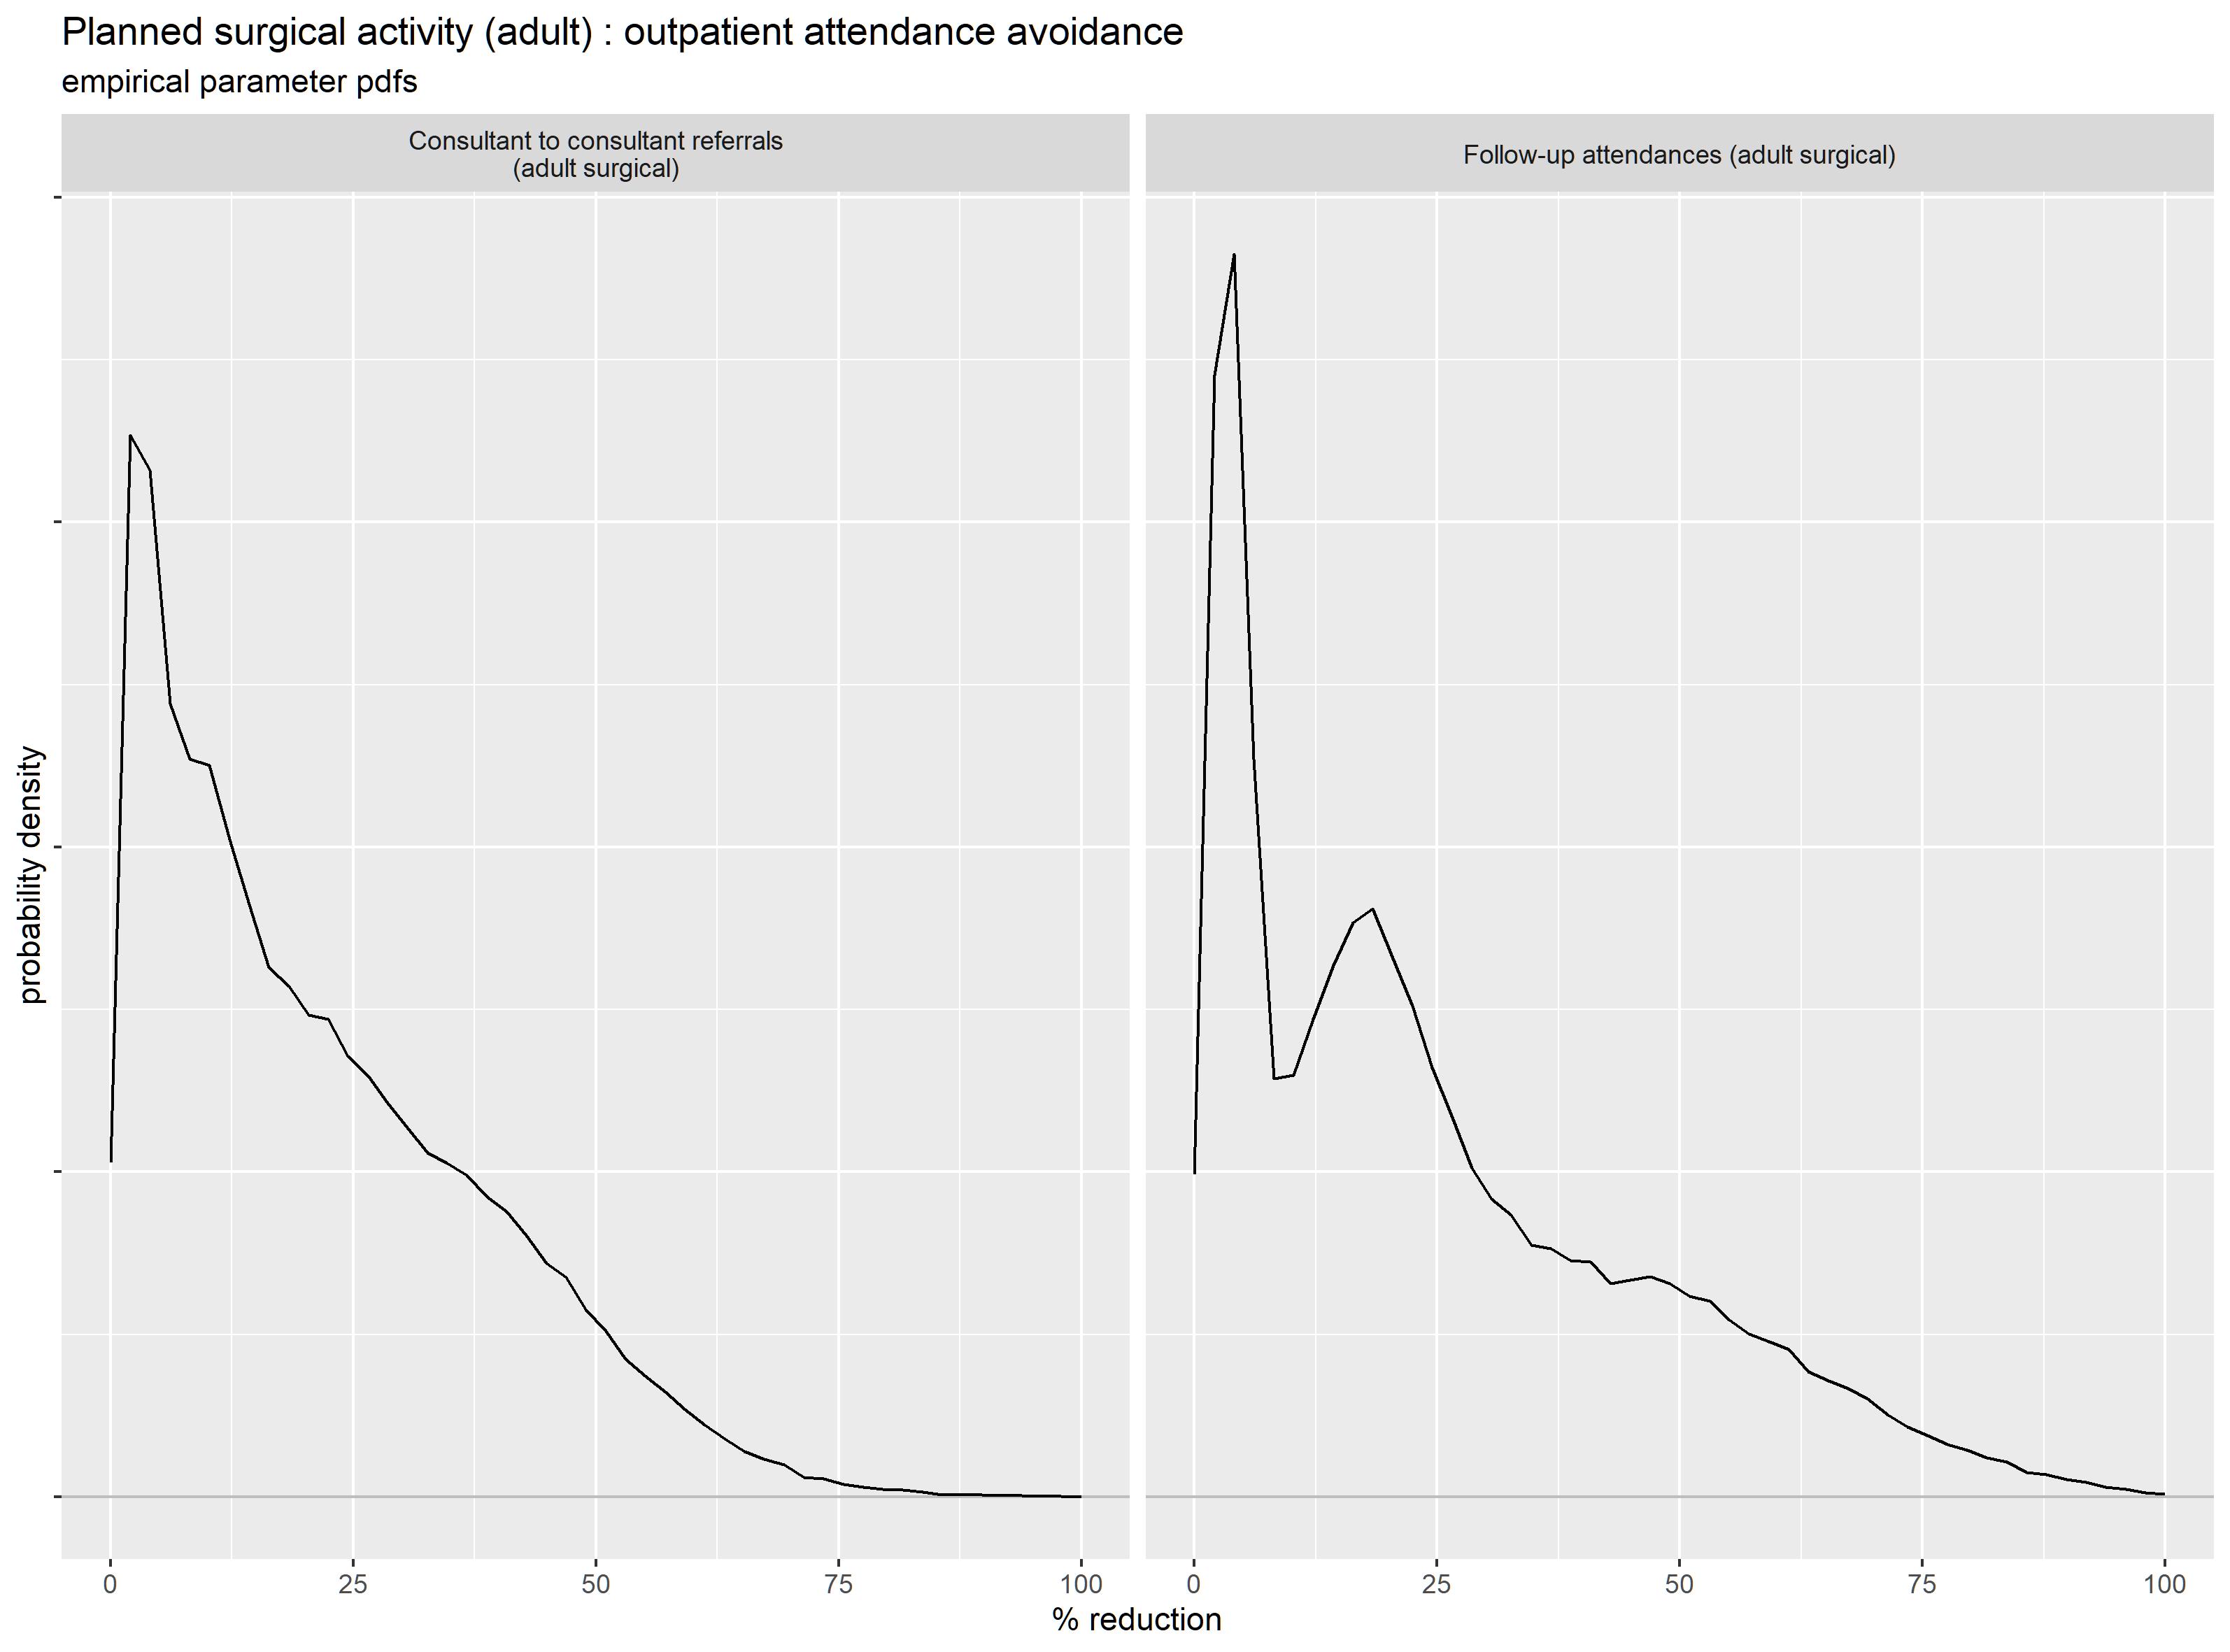 Planned surgical activity (adult) : outpatient attendance avoidance
empirical parameter pdfs
Consultant to consultant referrals
(adult surgical)
Follow-up attendances (adult surgical)
probability density
0 25 50 75 100
0 25 50 75 100
% reduction